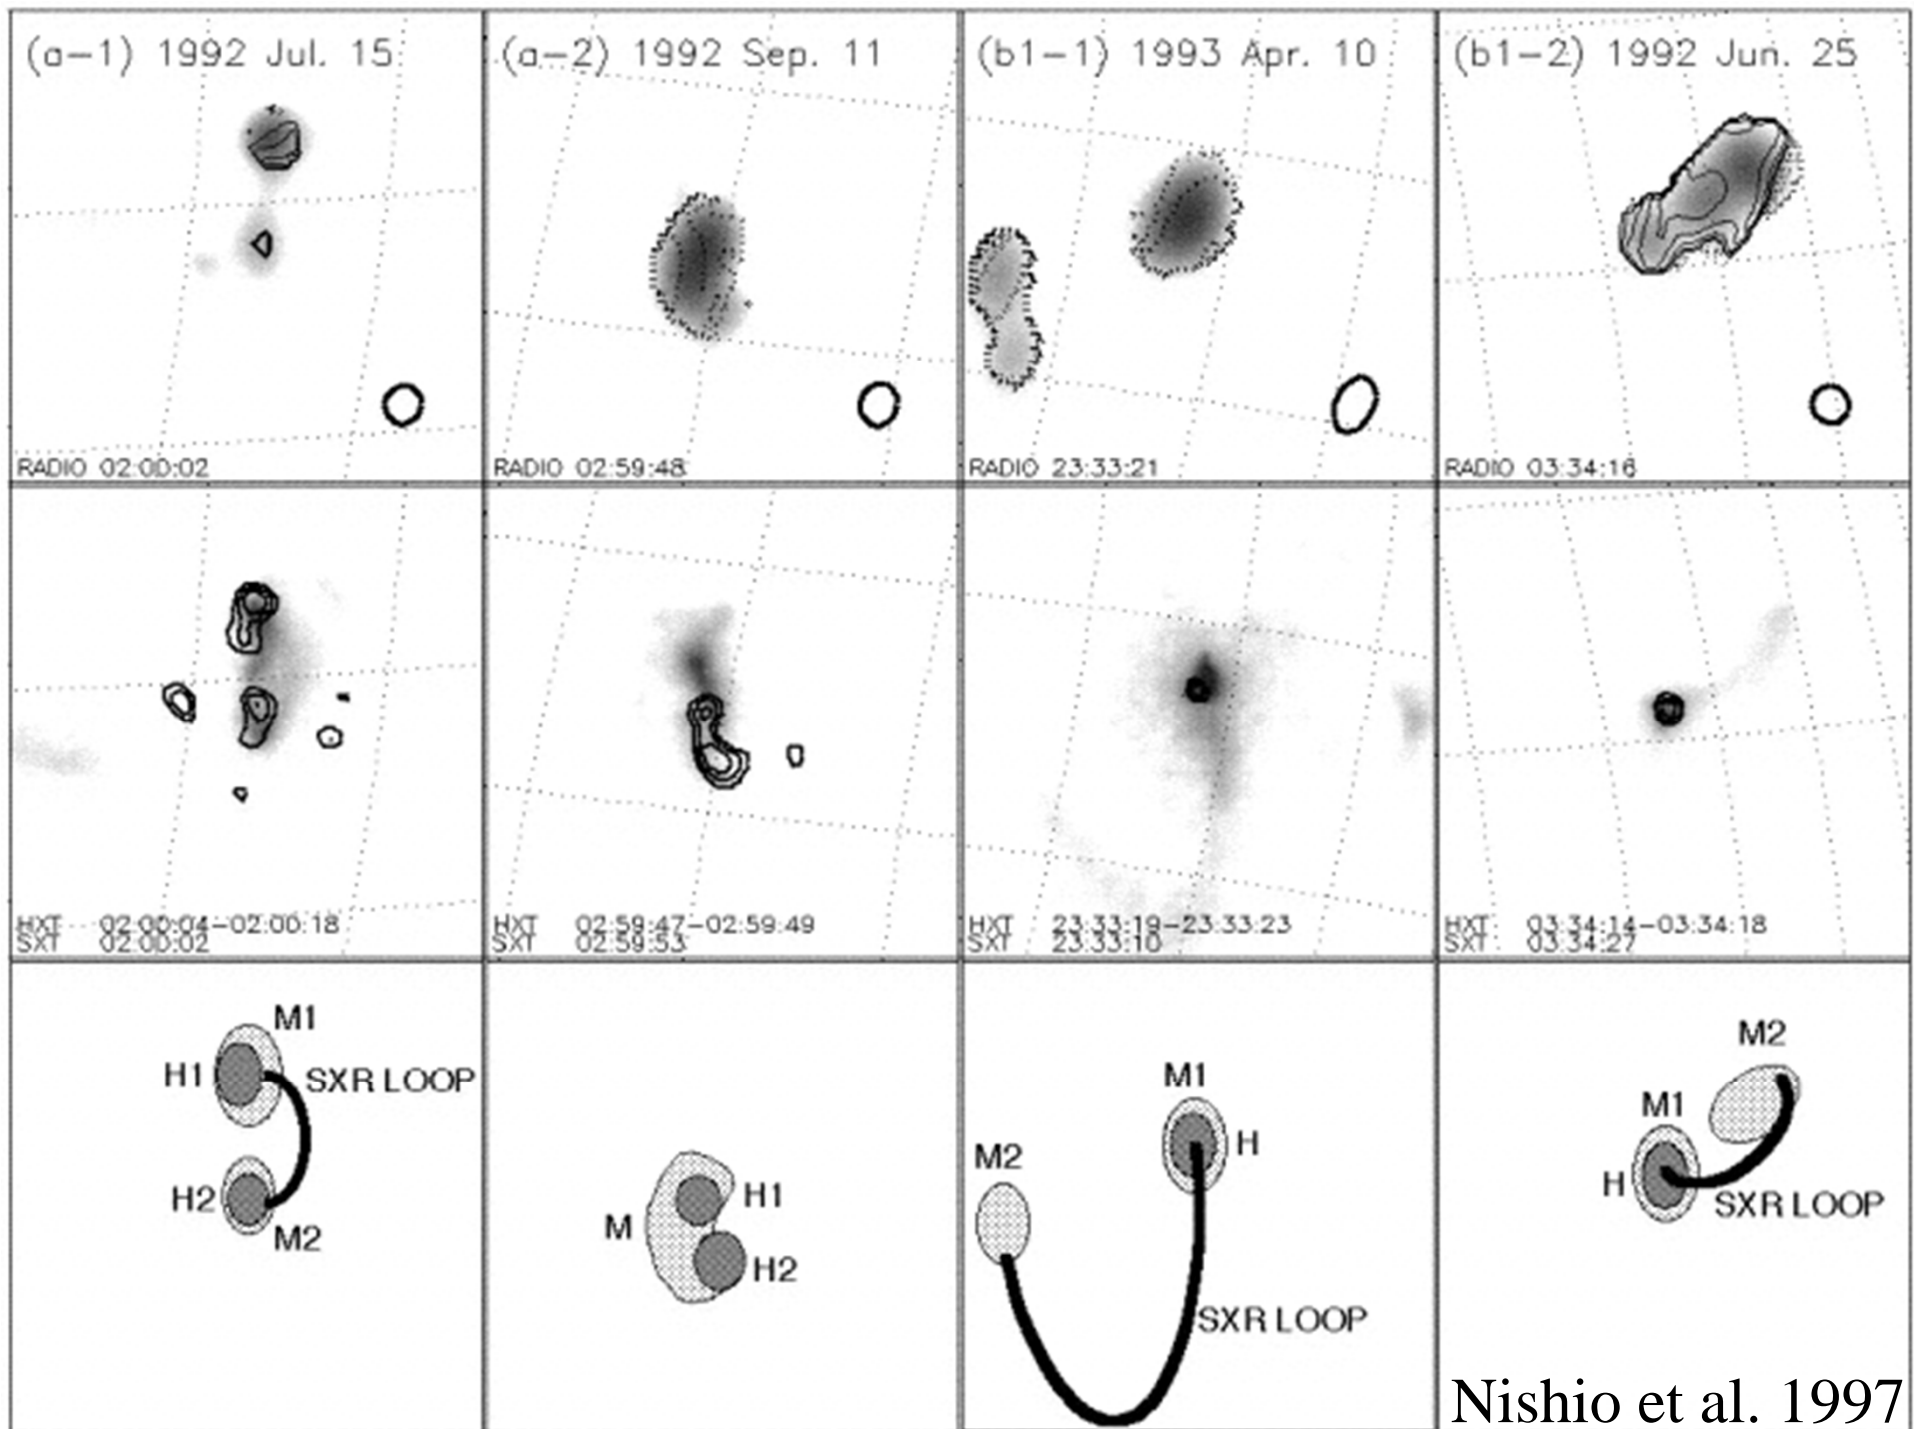 (a-1) 1992 Jul. 15
(a-2) 1992 Sep. 11
(b1-1) 1993 Apr. 10
(b1-2) 1992 Jun. 25
RADIO 02:00:02
RADIO 02:59:48
RADIO 23:33:21
RADIO 03:34:16
HXT 02:00:04-02:00:18
SXT 02:00:02
HXT 02:59:47-02:59:49
SXT 02:59:53
HXT 23:33:19-23:33:23
SXT 23:33:10
HXT 03:34:14-03:34:18
SXT 03:34:27
M1
H1
SXR LOOP
H2
M2
H1
M
H2
M1
H
M2
SXR LOOP
M2
M1
H
SXR LOOP
Nishio et al. 1997